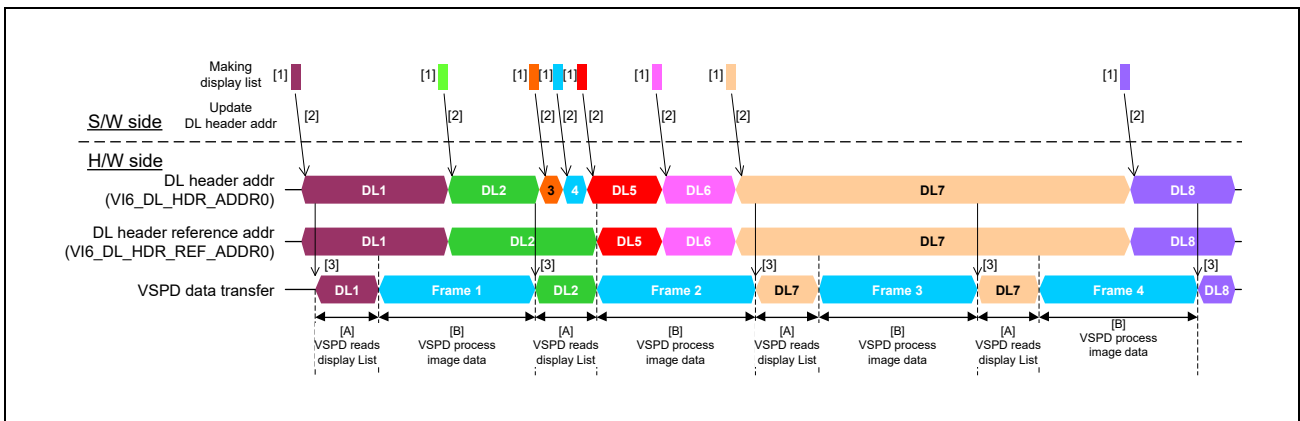 Making
display list
[1] [1] [1] [1] [1] [1] [1] [1]
Update
DL header addr
[2] [2] [2] [2] [2] [2] [2] [2]
S/W side
H/W side
DL header addr
(VI6_DL_HDR_ADDR0)
DL1 DL2 3 4 DL5 DL6 DL7 DL8
DL header reference addr
(VI6_DL_HDR_REF_ADDR0)
DL1 DL2 DL5 DL6 DL7 DL8
[3] [3] [3] [3] [3]
VSPD data transfer
DL1 Frame 1 DL2 Frame 2 DL7 Frame 3 DL7 Frame 4 DL8
[A] [B] [A] [B] [A] [B] [A] [B]
VSPD reads VSPD process VSPD reads VSPD process VSPD reads VSPD process VSPD reads VSPD process
display List image data display List image data display List image data display List image data